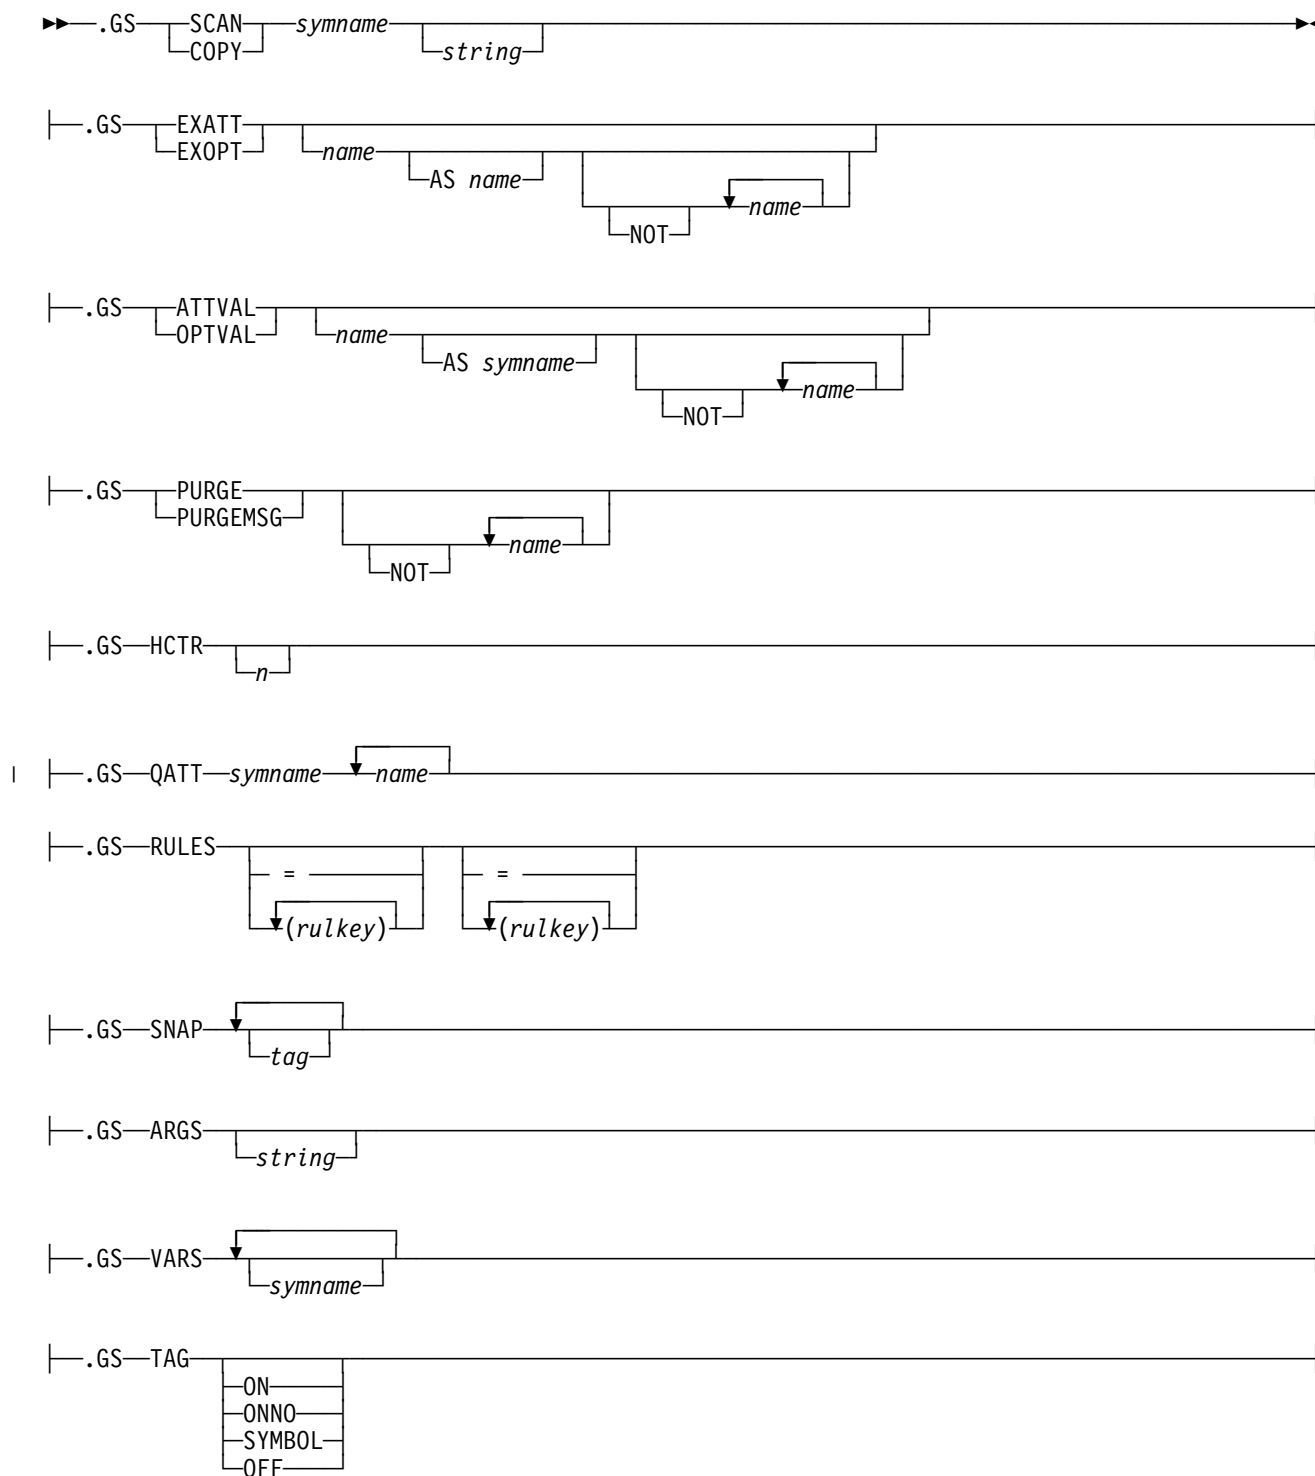 .GS SCAN symname
COPY string
.GS EXATT
EXOPT name
AS name
name
NOT
.GS ATTVAL
OPTVAL name
AS symname
name
NOT
.GS PURGE
PURGEMSG
name
NOT
.GS HCTR
n
| .GS QATT symname name
.GS RULES
= =
(rulkey) (rulkey)
.GS SNAP
tag
.GS ARGS
string
.GS VARS
symname
.GS TAG
ON
ONNO
SYMBOL
OFF